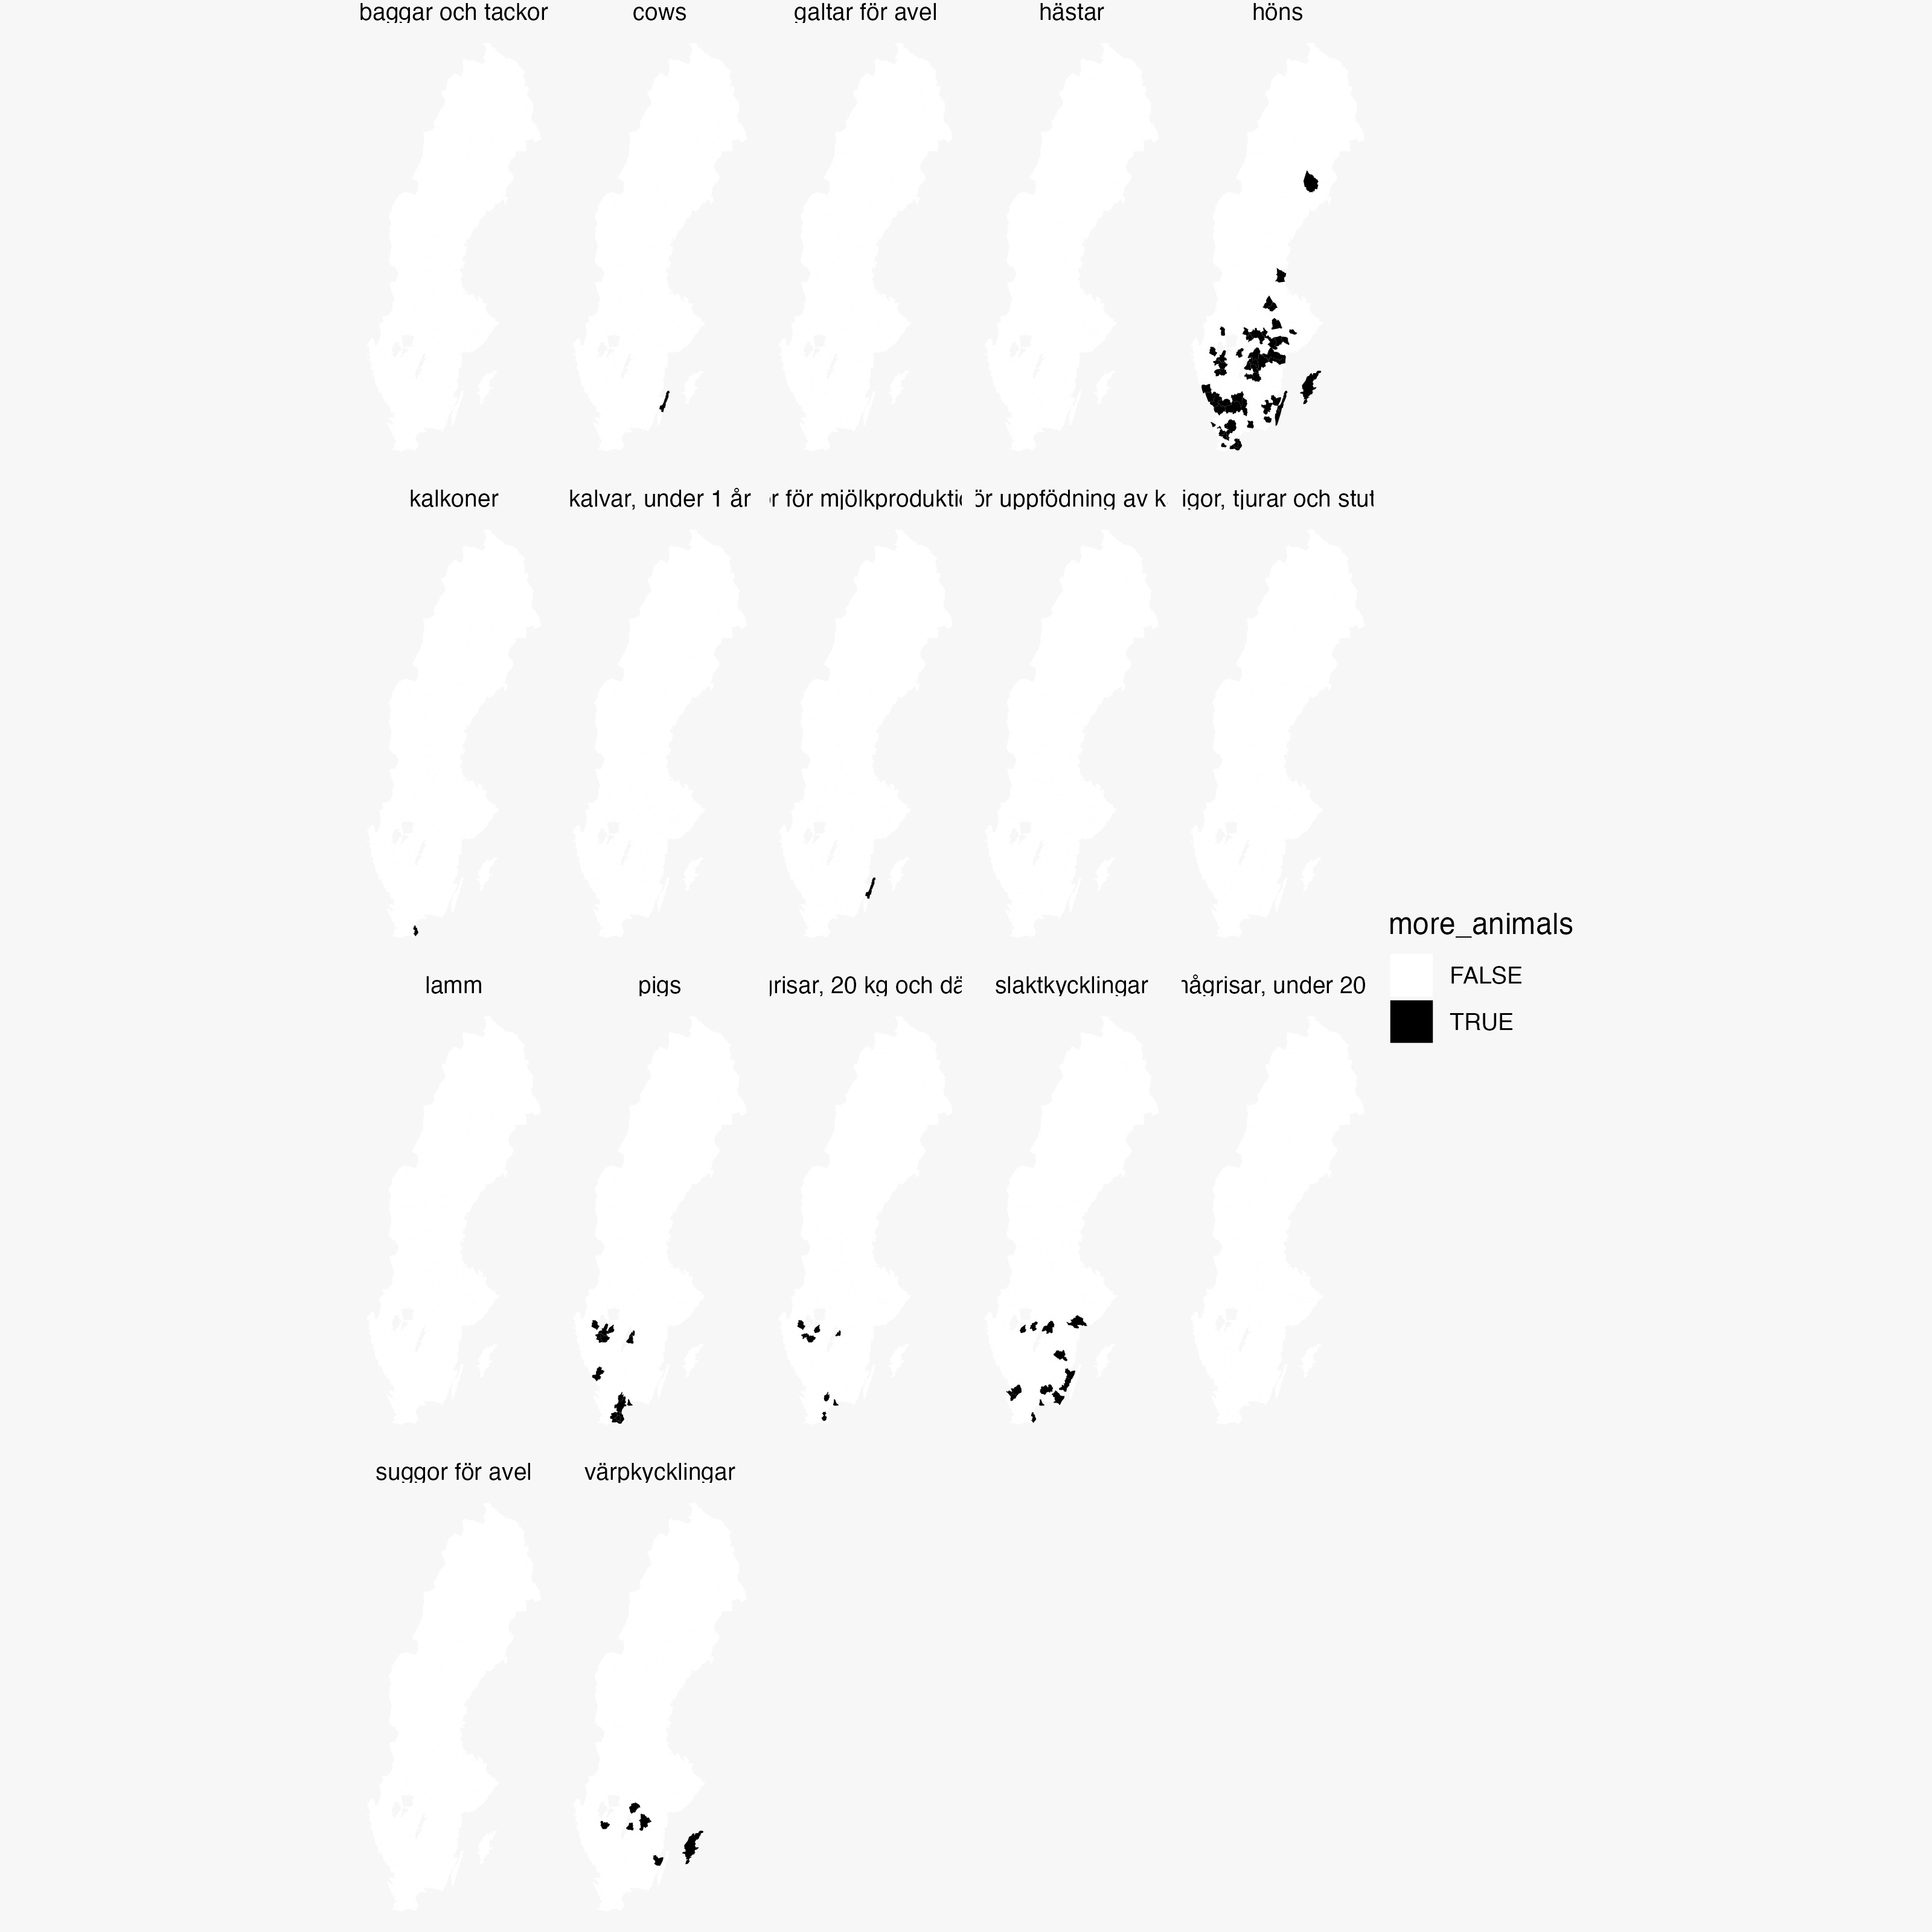 baggar och tackor
cows
galtar för avel
hästar
höns
kalkoner
kalvar, under 1 år
för mjölkprodukti
ör uppfödning av k
igor, tjurar och stut
lamm
pigs
grisar, 20 kg och dä
slaktkycklingar
någrisar, under 20
suggor för avel
värpkycklingar
more_animals
FALSE
TRUE